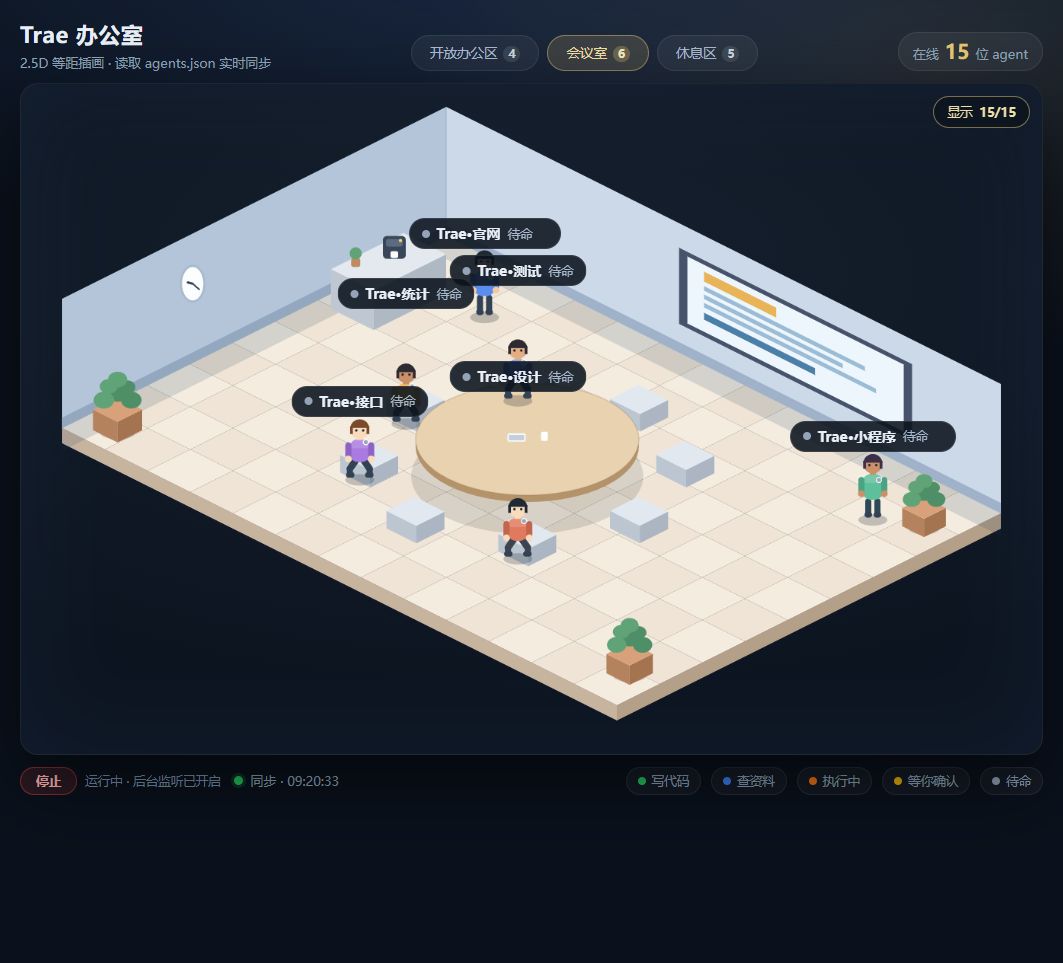 Trae 办公室
2.5D 等距插画 · 读取 agents.json 实时同步
开放办公区 4
会议室 6
休息区 5
在线 15 位 agent
显示 15/15
Trae•官网 待命
Trae•测试 待命
Trae•统计 待命
Trae•设计 待命
Trae•接口 待命
Trae•小程序 待命
停止
运行中 · 后台监听已开启
同步 · 09:20:33
写代码
查资料
执行中
等你确认
待命